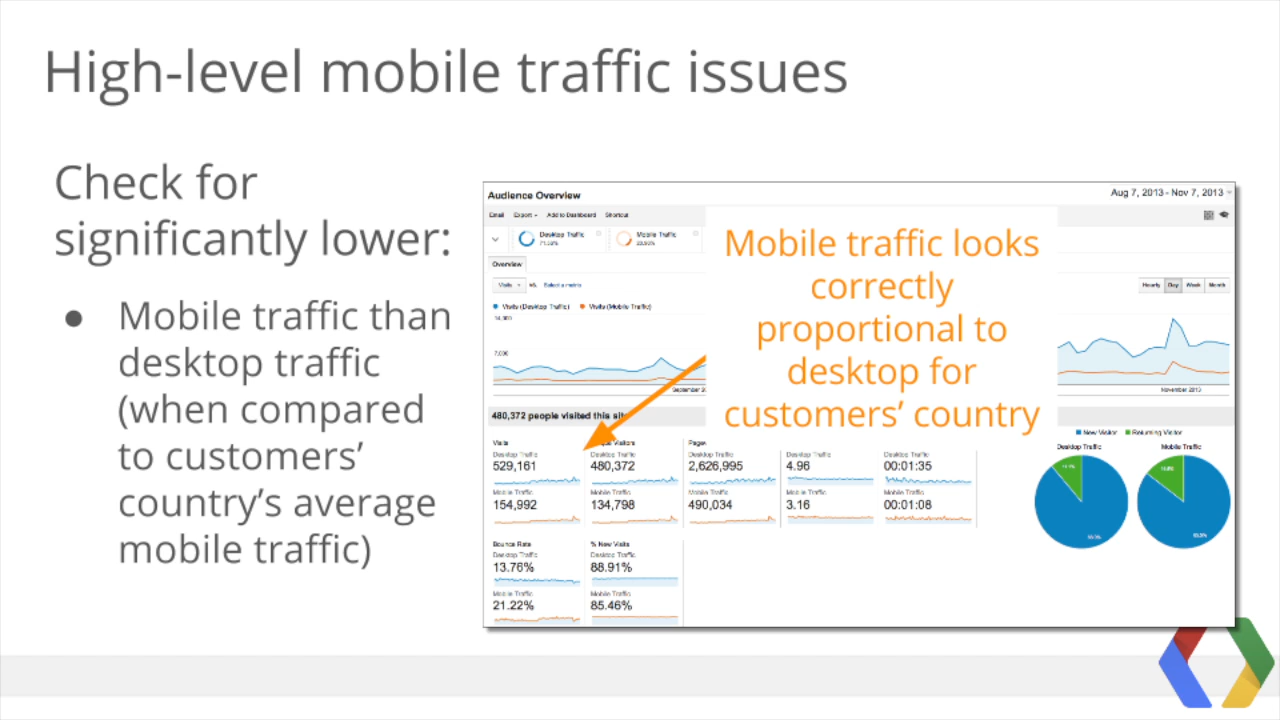 High-level mobile traffic issues
Check for
significantly lower:
● Mobile traffic than
desktop traffic
(when compared
to customers’
country’s average
mobile traffic)
Audience Overview
Aug 7, 2013 - Nov 7, 2013
Email Export Add to Dashboard Shortcut
Desktop Traffic
Mobile Traffic
Overview
Visits vs. Select a metric
Hourly Day Week Month
Visits (Desktop Traffic) Visits (Mobile Traffic)
7,000
November 2013
Mobile traffic looks
correctly
proportional to
desktop for
customers’ country
480,372 people visited this
New Visitor Returning Visitor
Desktop Traffic Mobile Traffic
Visits
Desktop Traffic
529,161
Mobile Traffic
154,992
Visitors
Desktop Traffic
480,372
Mobile Traffic
134,798
Desktop Traffic
2,626,995
Mobile Traffic
490,034
Desktop Traffic
4.96
Mobile Traffic
3.16
Desktop Traffic
00:01:35
Mobile Traffic
00:01:08
Bounce Rate
Desktop Traffic
13.76%
Mobile Traffic
21.22%
% New Visits
Desktop Traffic
88.91%
Mobile Traffic
85.46%